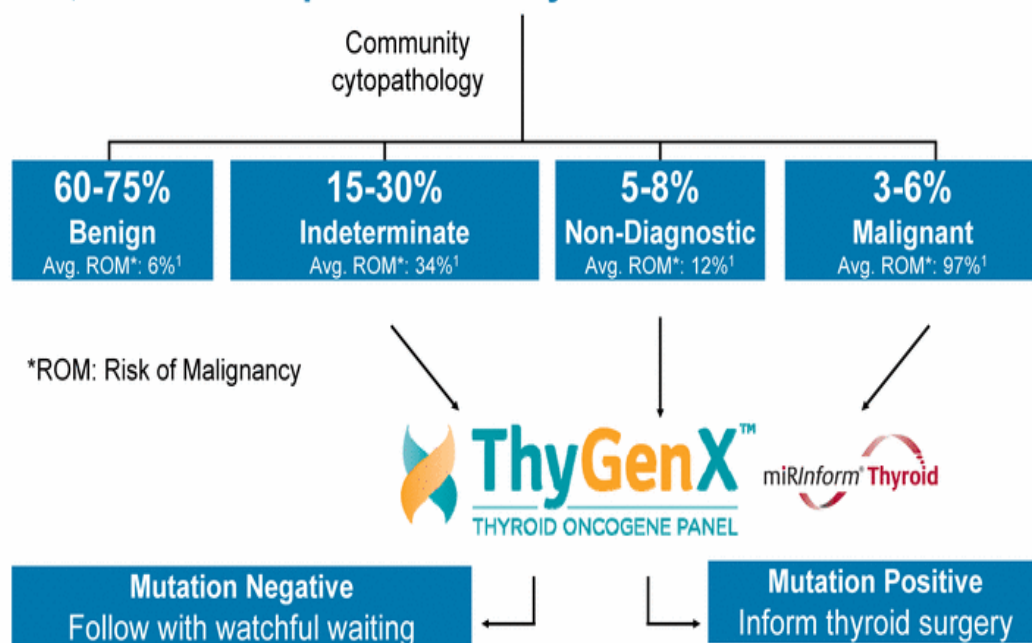 Community
cytopathology
60-75%
Benign
Avg. ROM*: 6%¹
15-30%
Indeterminate
Avg. ROM*: 34%¹
5-8%
Non-Diagnostic
Avg. ROM*: 12%¹
3-6%
Malignant
Avg. ROM*: 97%¹
*ROM: Risk of Malignancy
ThyGenX™
THYROID ONCOGENE PANEL
miRInform® Thyroid
Mutation Negative
Follow with watchful waiting
Mutation Positive
Inform thyroid surgery